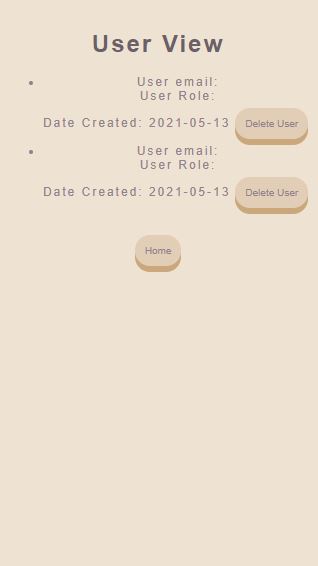 User View
User email:
User Role:
Date Created: 2021-05-13 Delete User
User email:
User Role:
Date Created: 2021-05-13 Delete User
Home